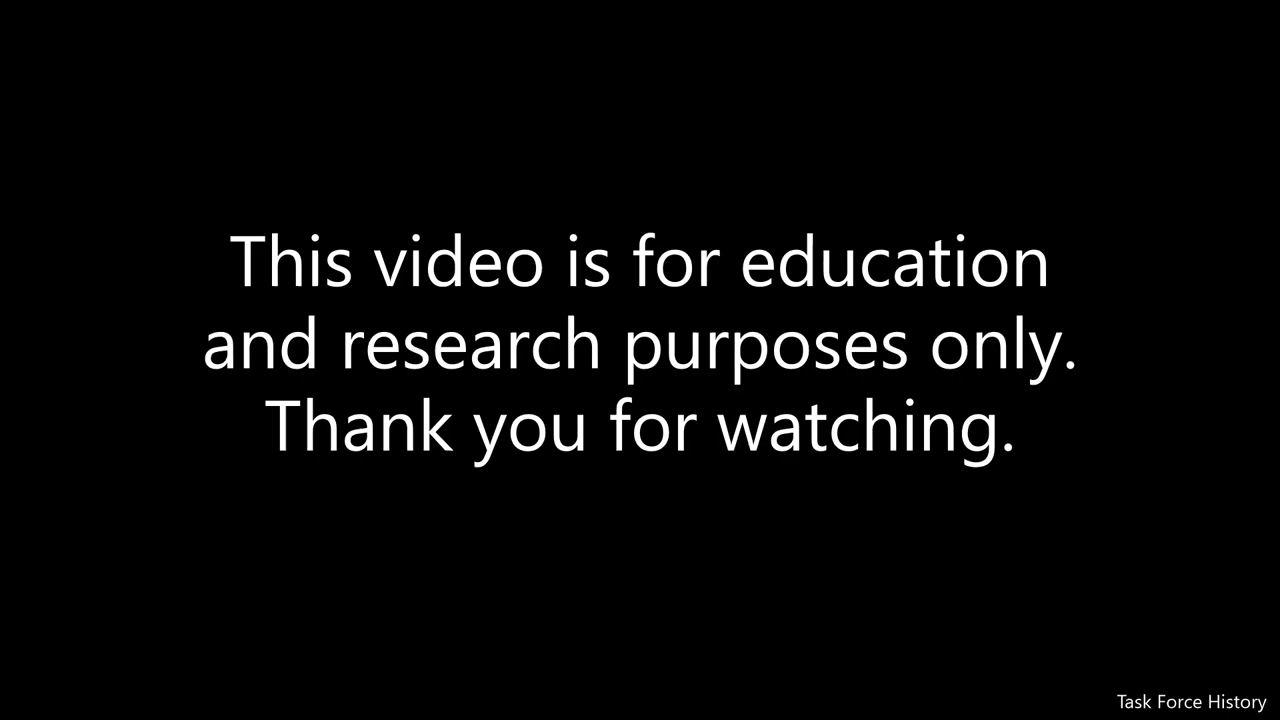 This video is for education
and research purposes only.
Thank you for watching.
Task Force History